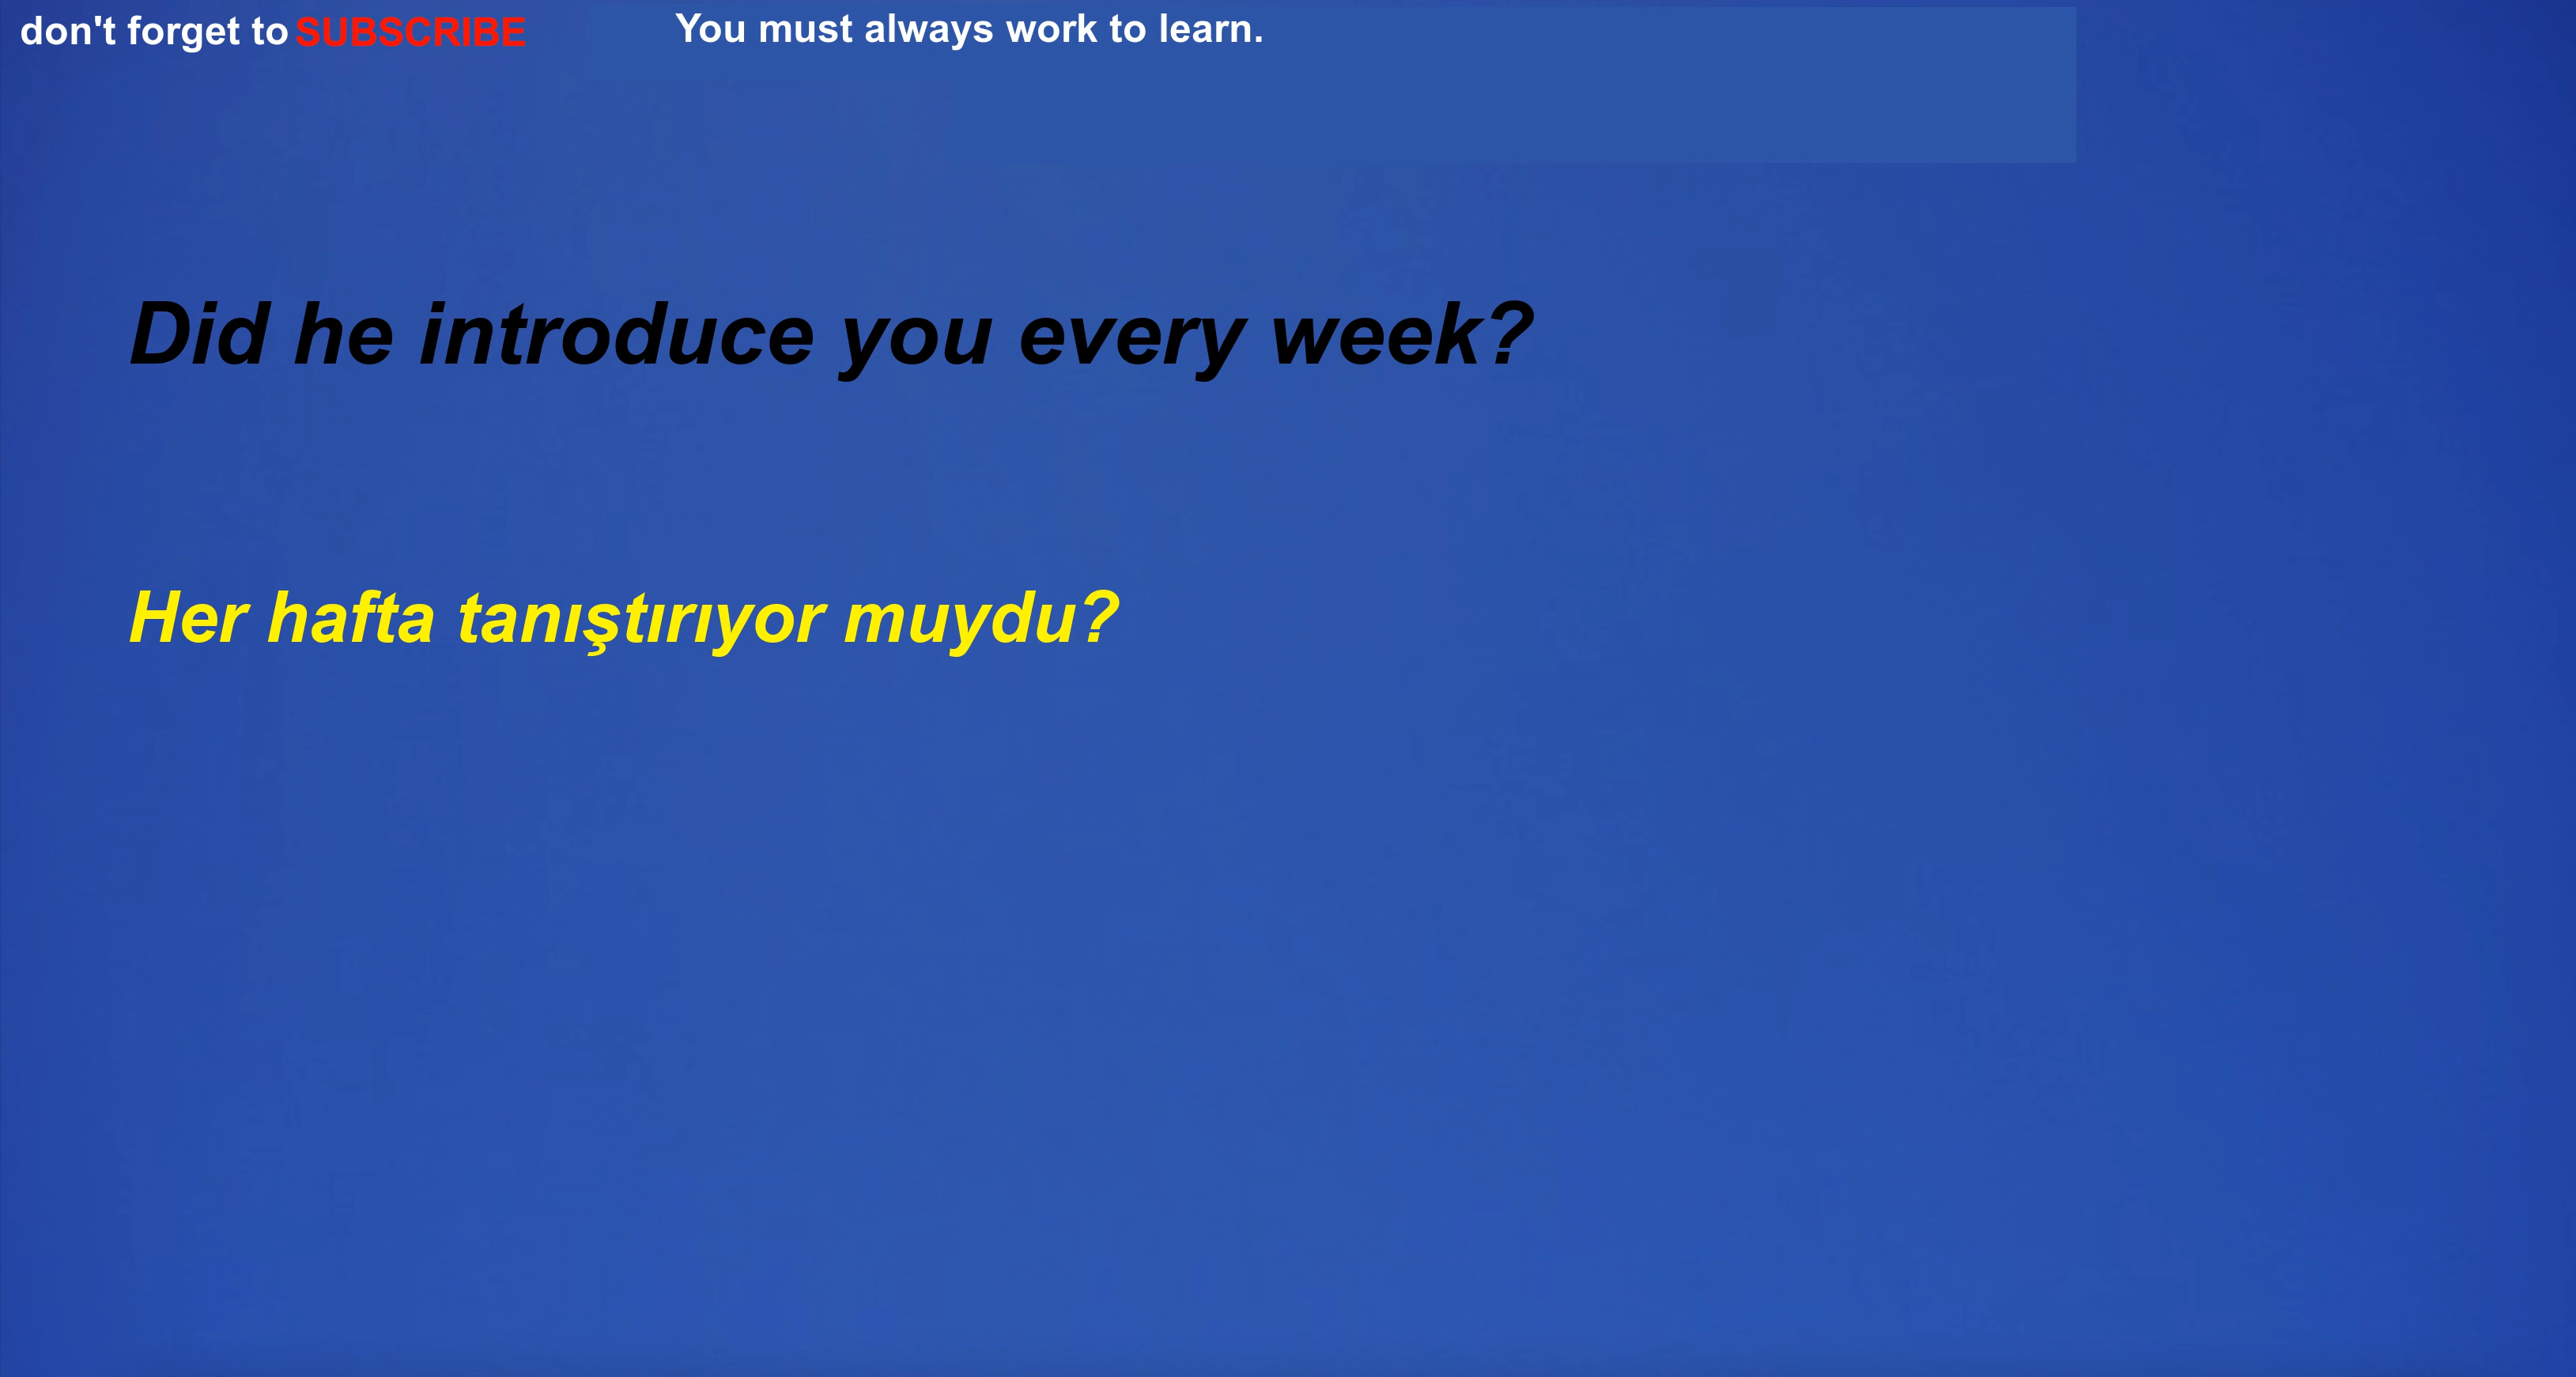 don't forget to SUBSCRIBE You must always work to learn.
Did he introduce you every week?
Her hafta tanıştırıyor muydu?